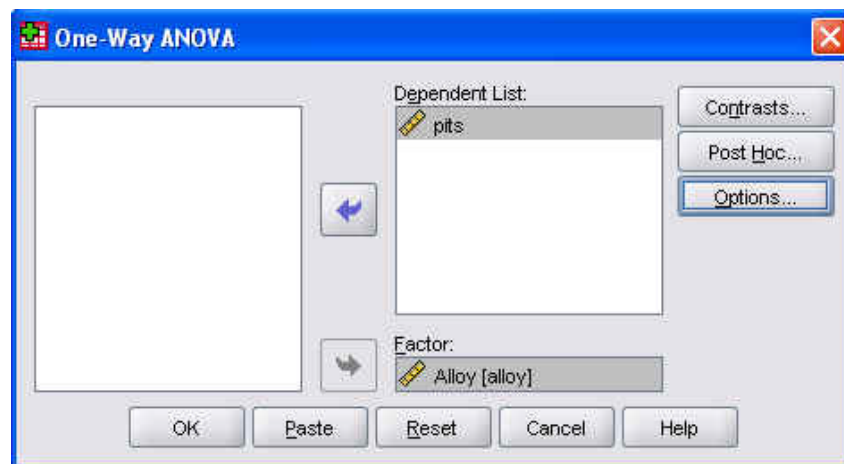 One-Way ANOVA
Dependent List:
pits
Contrasts...
Post Hoc...
Options...
Factor:
Alloy [alloy]
OK
Paste
Reset
Cancel
Help